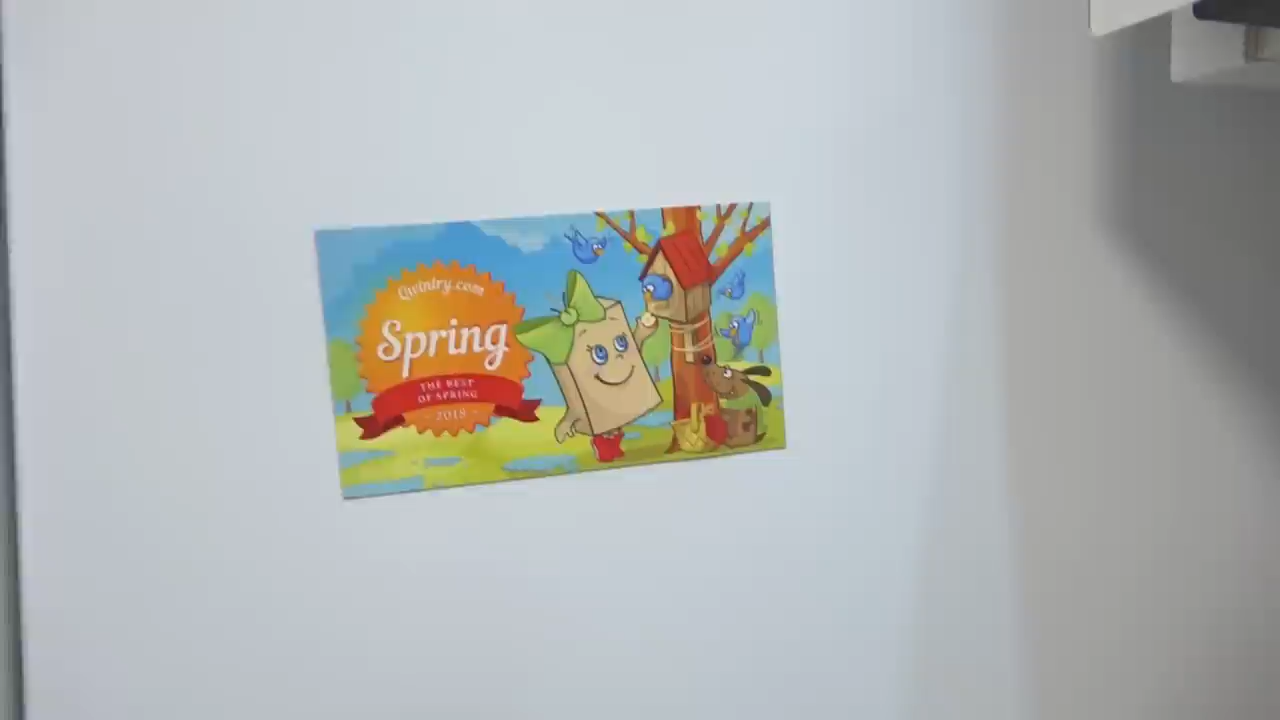 Qwintry.com
Spring
THE BEST
OF SPRING
- 2018 -